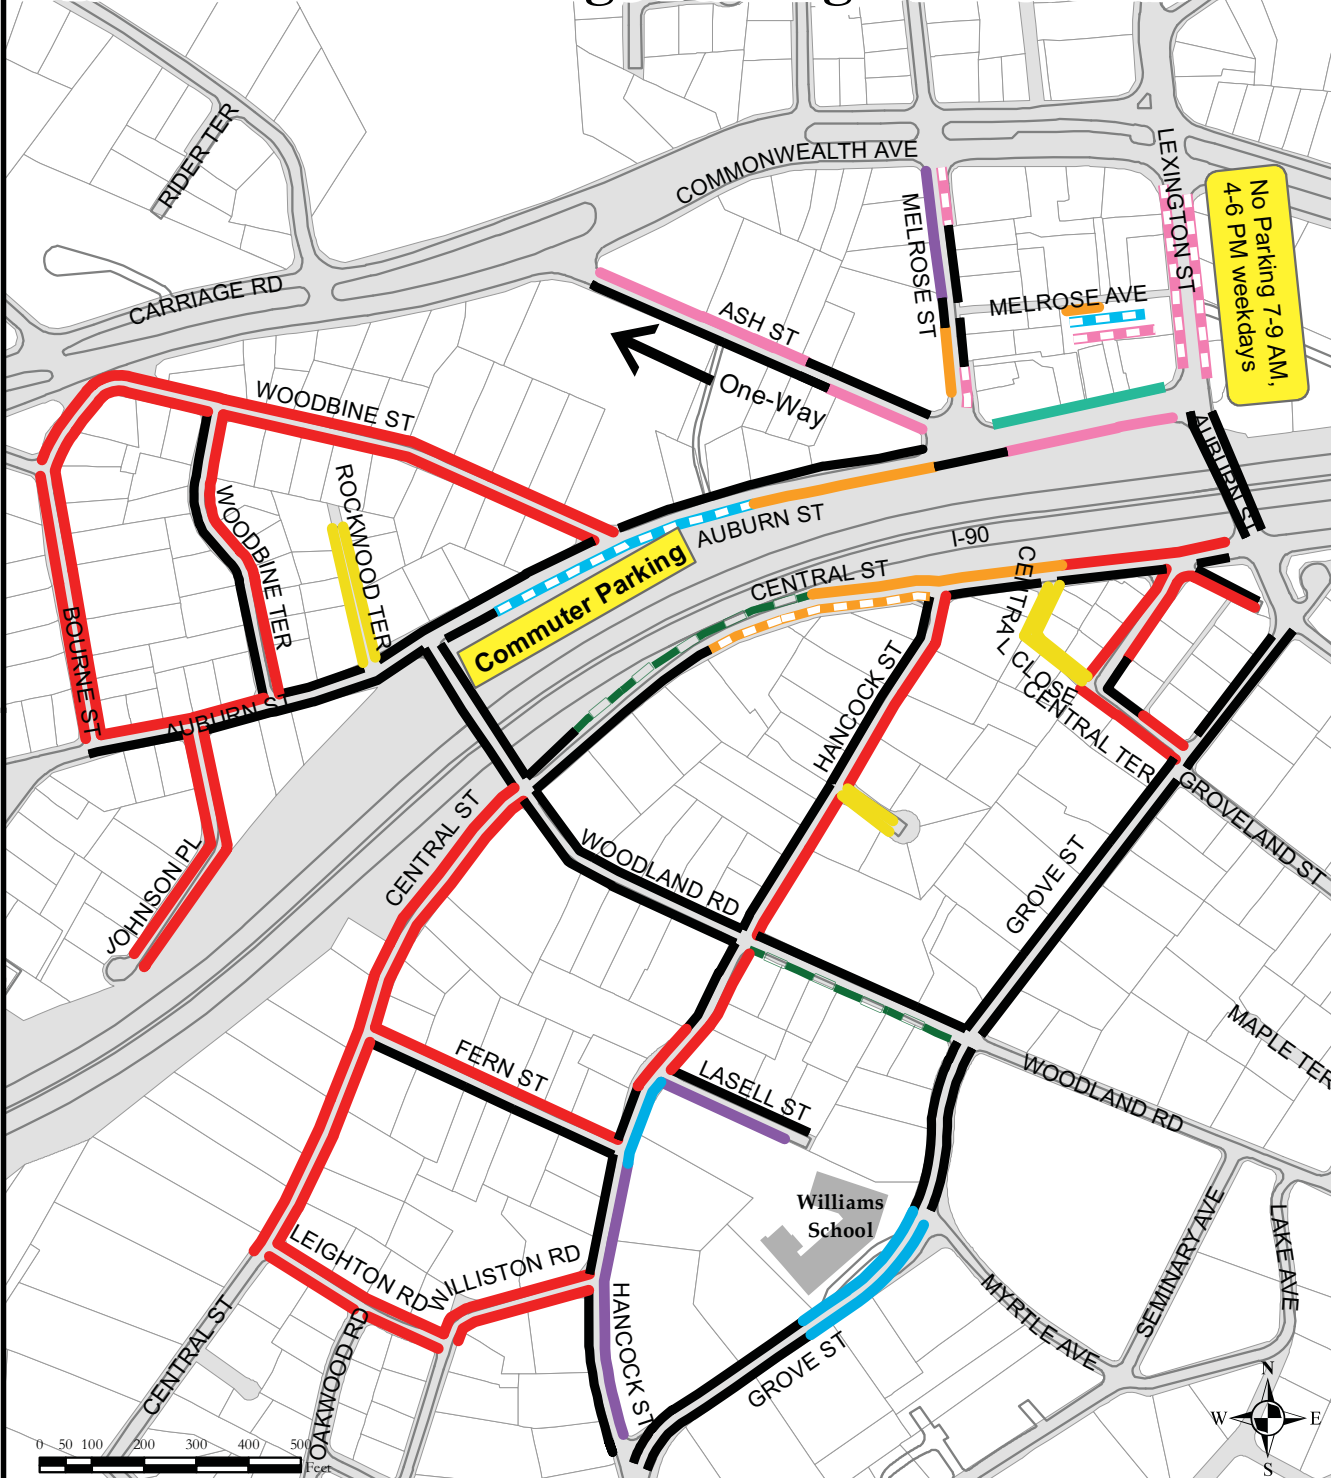 RIDER TER
COMMONWEALTH AVE
LEXINGTON ST
No Parking 7-9 AM,
4-6 PM weekdays
MELROSE ST
CARRIAGE RD
MELROSE AVE
ASH ST
One-Way
WOODBINE ST
AUBURN ST
ROCKWOOD TER
WOODBINE TER
AUBURN ST
I-90
CENTRAL ST
Commuter Parking
CENTRAL CLOSE
BOURNE ST
AUBURN ST
HANCOCK ST
CENTRAL TER
GROVELAND ST
CENTRAL ST
WOODLAND RD
GROVE ST
JOHNSON PL
MAPLE TER
FERN ST
LASELL ST
WOODLAND RD
Williams
School
SEMINARY AVE
LAKE AVE
LEIGHTON RD
WILLISTON RD
HANCOCK ST
MYRTLE AVE
CENTRAL ST
OAKWOOD RD
GROVE ST
N
W E
S
0 50 100 200 300 400 500
Feet